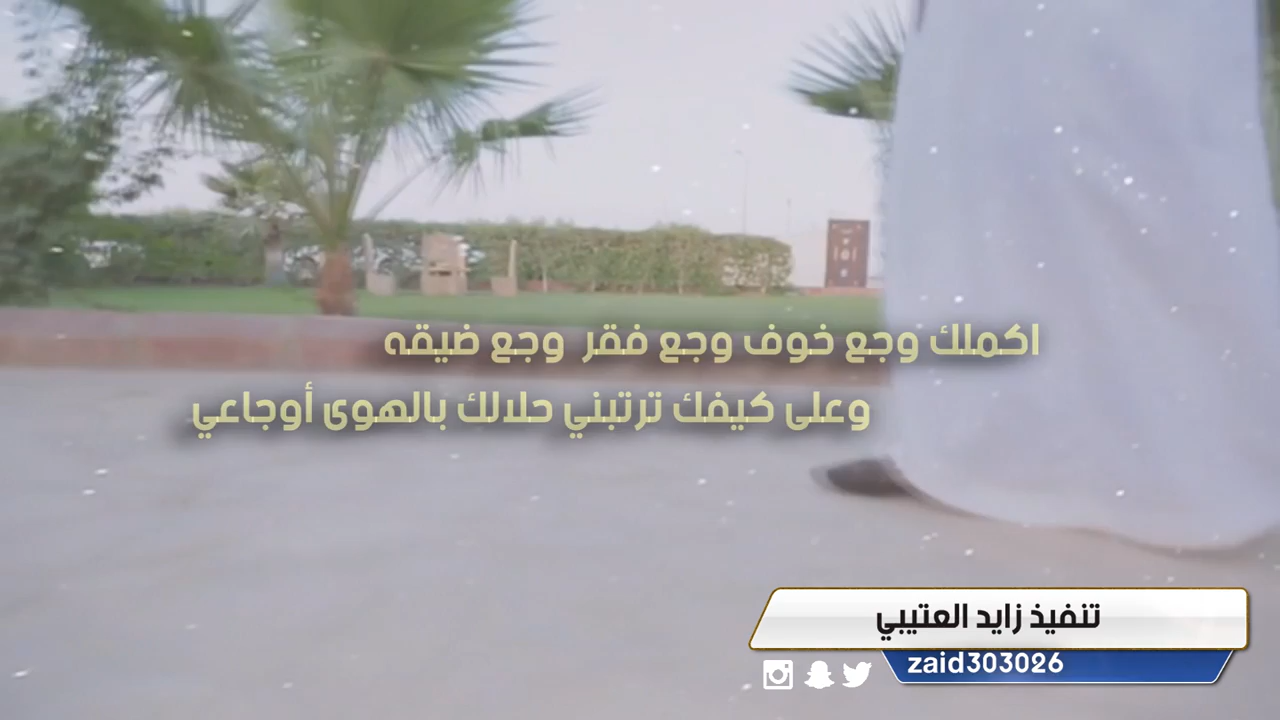 اكملك وجع خوف وجع فقر وجع ضيقه
وعلى كيفك ترتبني حلالك بالهوى أوجاعي
تنفيذ زايد العتيبي
zaid303026